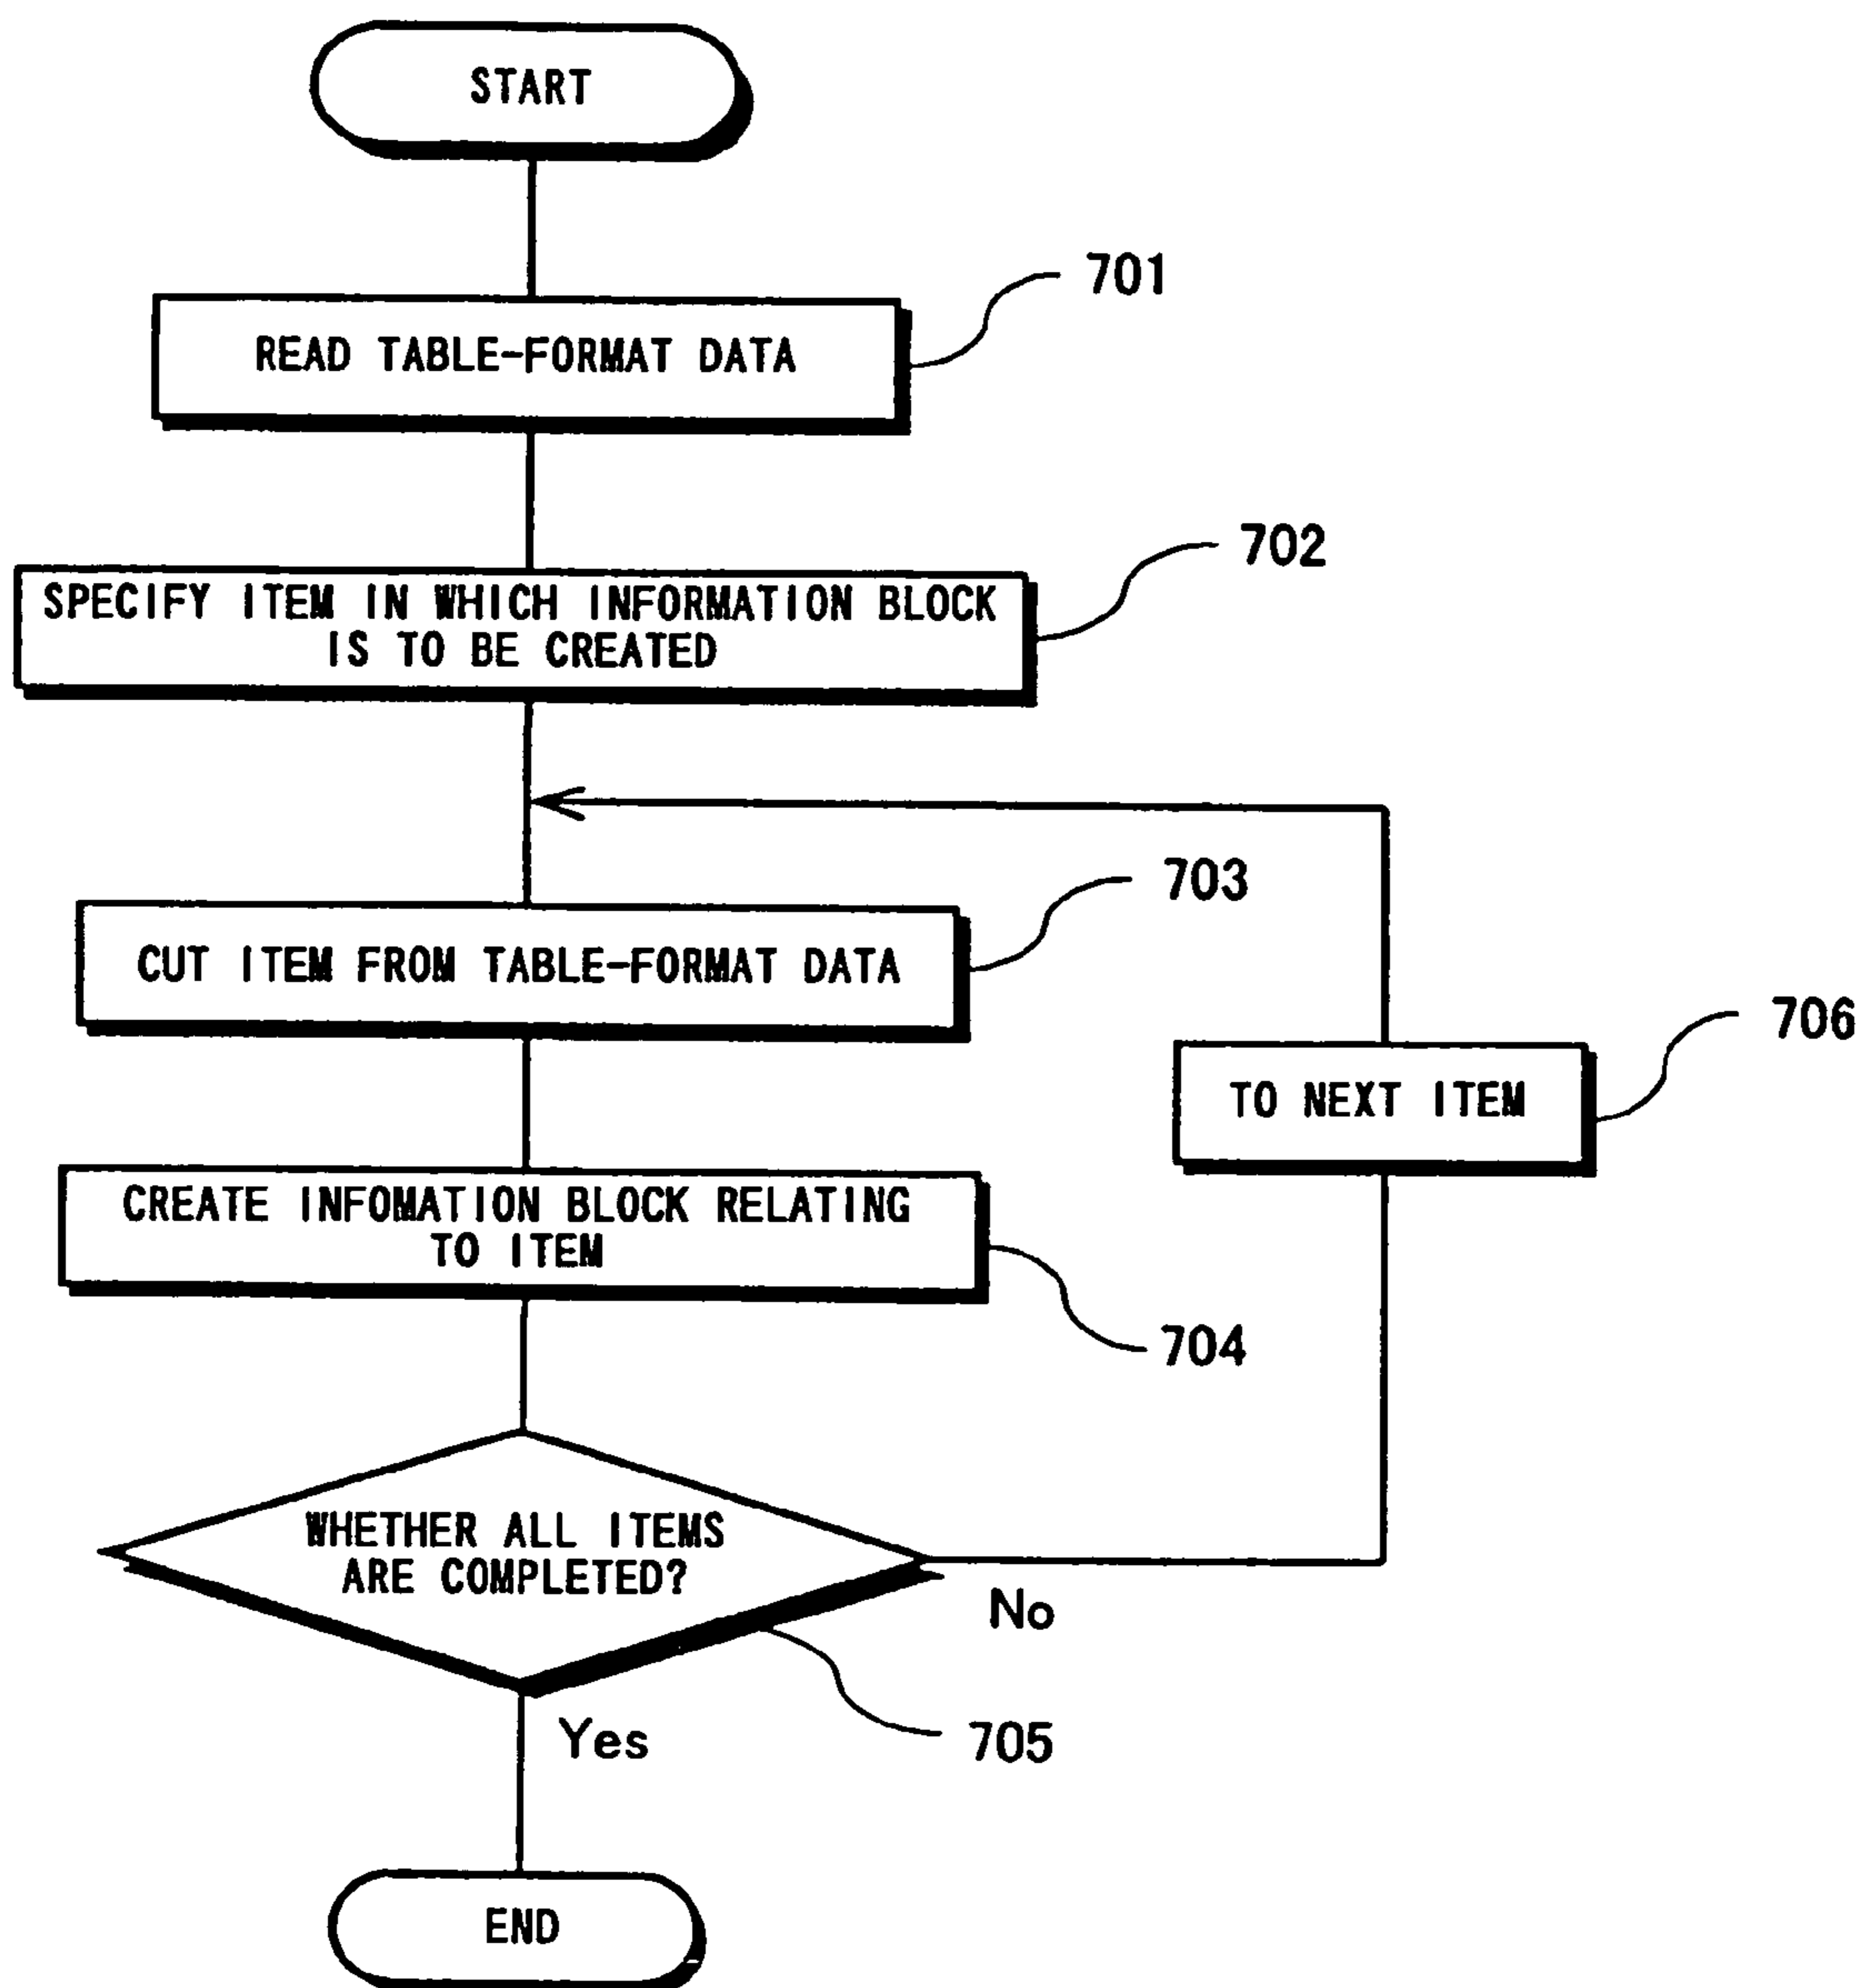 START
READ TABLE-FORMAT DATA
701
SPECIFY ITEM IN WHICH INFORMATION BLOCK
IS TO BE CREATED
702
CUT ITEM FROM TABLE-FORMAT DATA
703
TO NEXT ITEM
706
CREATE INFOMATION BLOCK RELATING
TO ITEM
704
WHETHER ALL ITEMS
ARE COMPLETED?
No
Yes
705
END